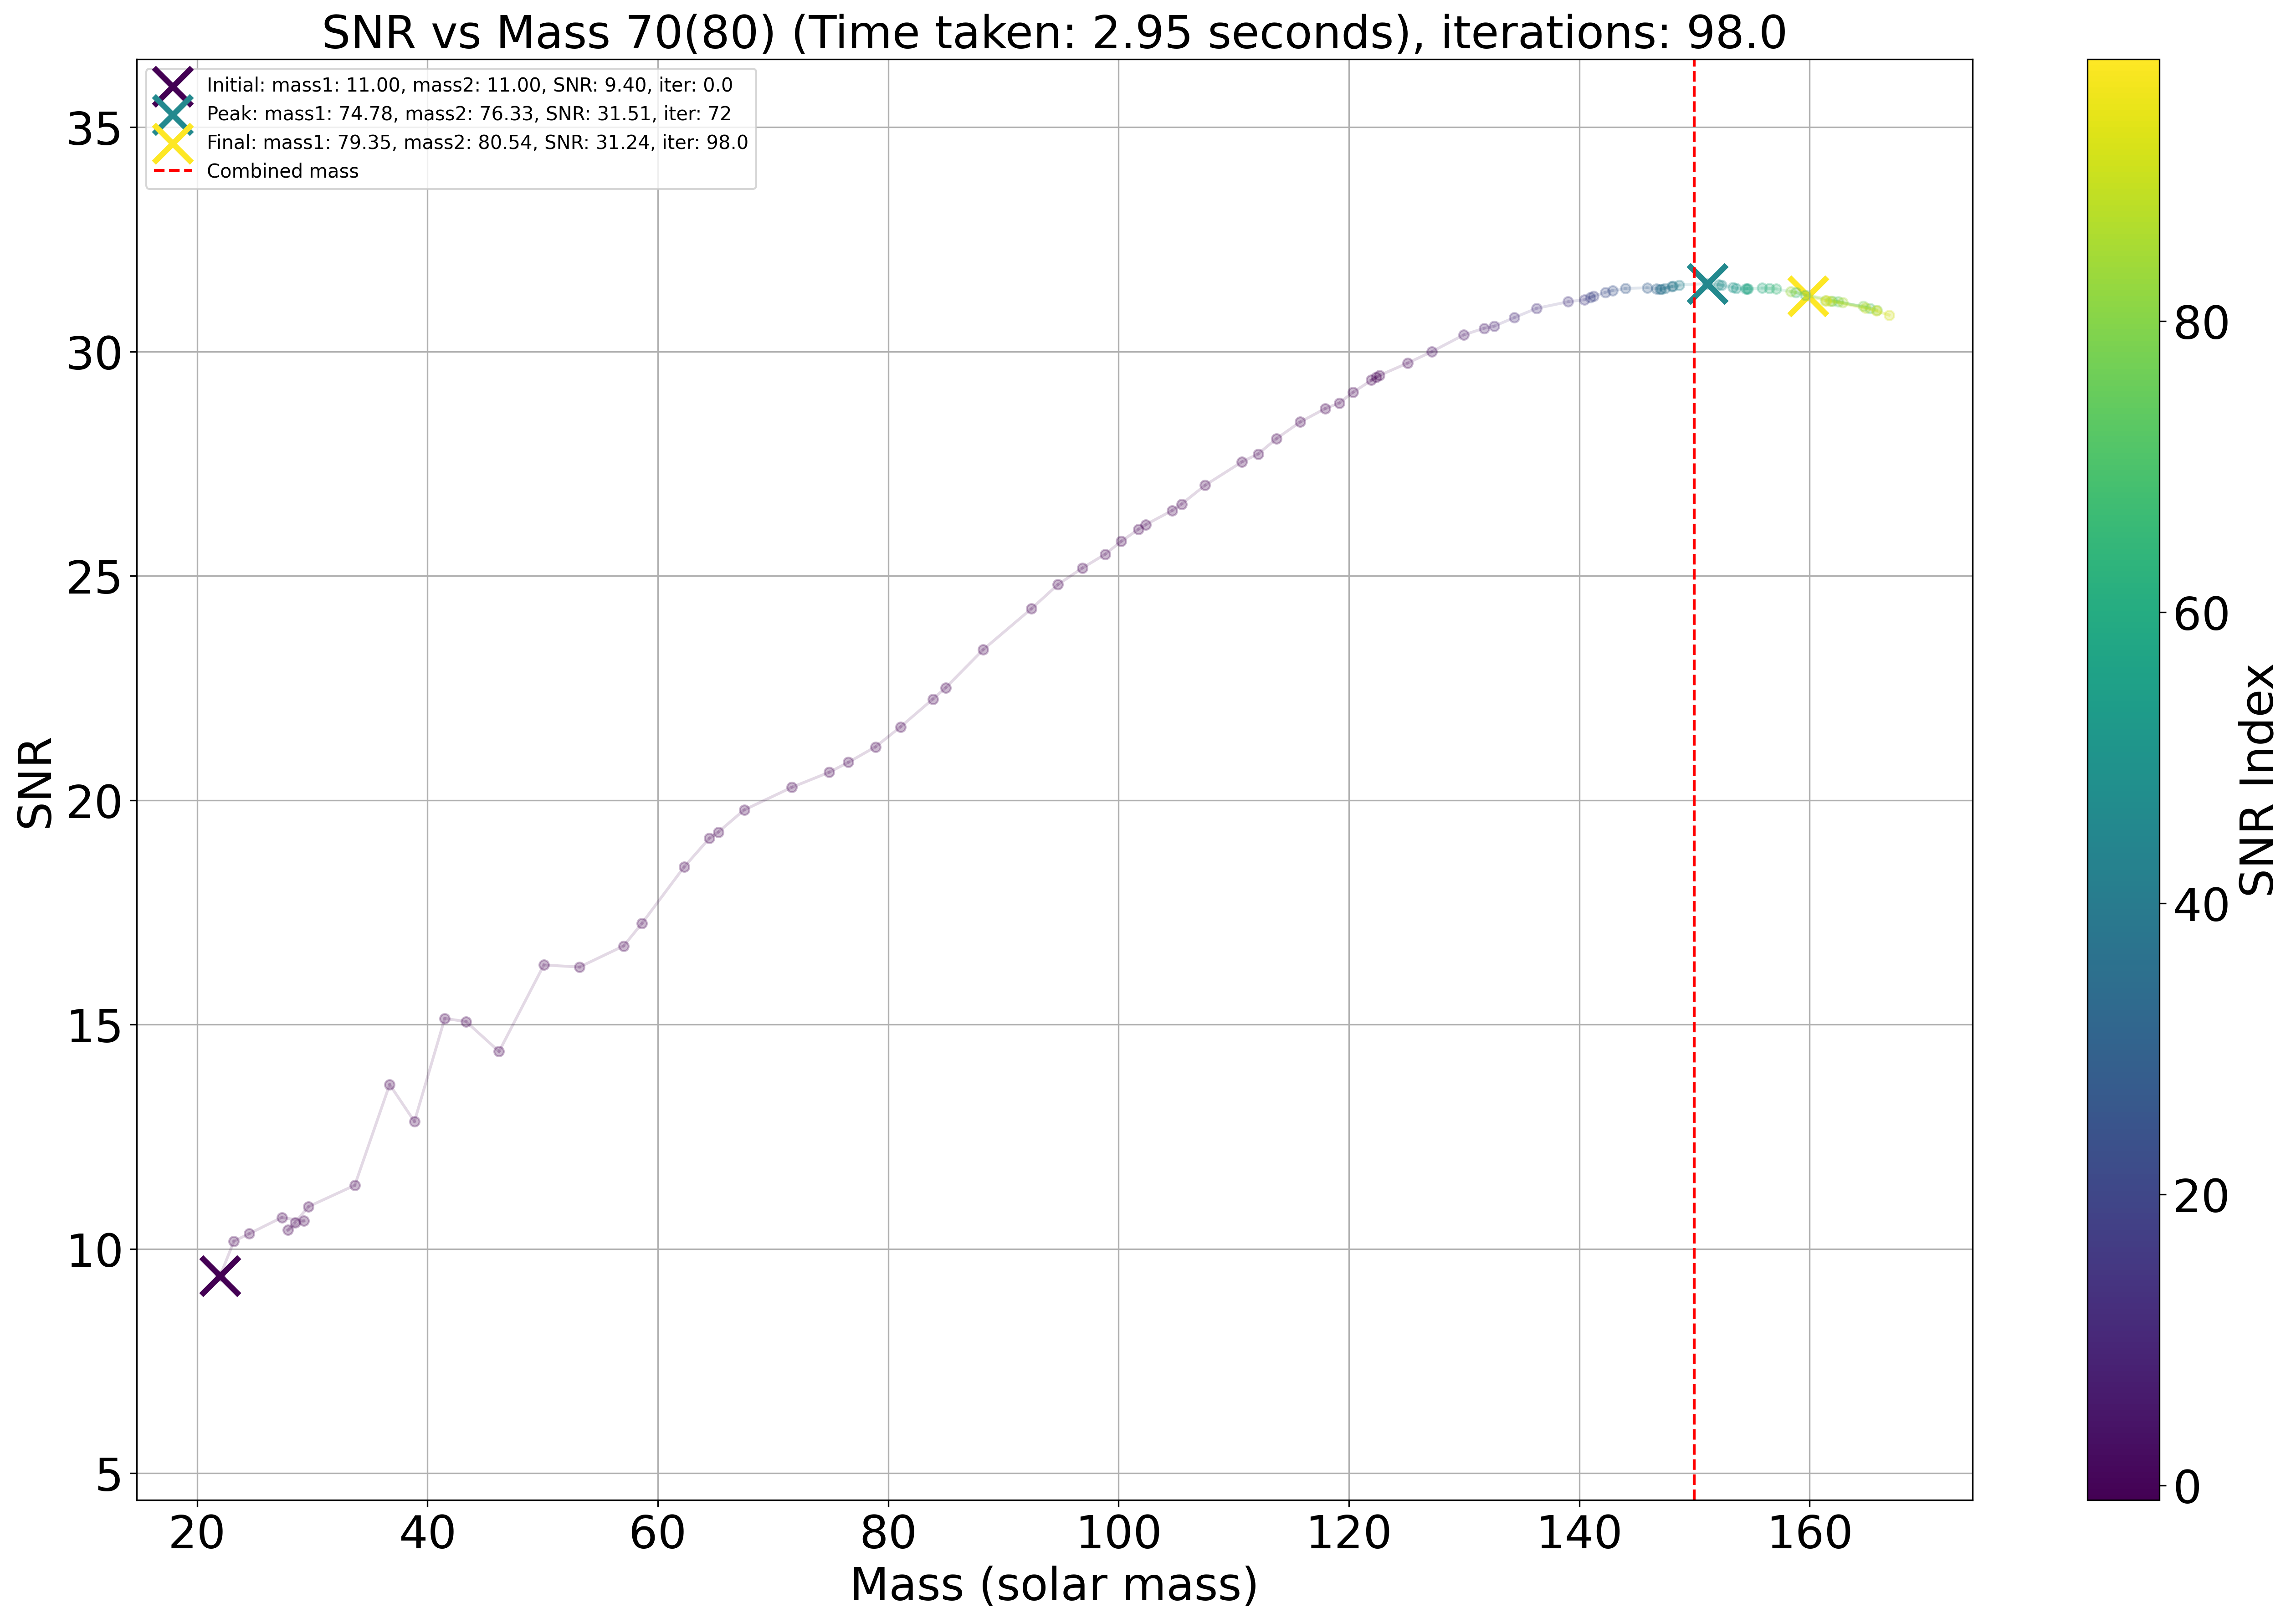 SNR vs Mass 70(80) (Time taken: 2.95 seconds), iterations: 98.0
Initial: mass1: 11.00, mass2: 11.00, SNR: 9.40, iter: 0.0
Peak: mass1: 74.78, mass2: 76.33, SNR: 31.51, iter: 72
Final: mass1: 79.35, mass2: 80.54, SNR: 31.24, iter: 98.0
Combined mass
35
30
25
20
15
10
5
SNR
20 40 60 80 100 120 140 160
Mass (solar mass)
80
60
40
20
0
SNR Index